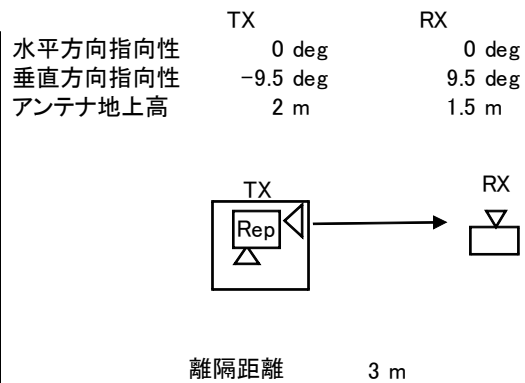 TX RX
水平方向指向性 0 deg 0 deg
垂直方向指向性 -9.5 deg 9.5 deg
アンテナ地上高 2 m 1.5 m
TX RX
Rep
離隔距離 3 m